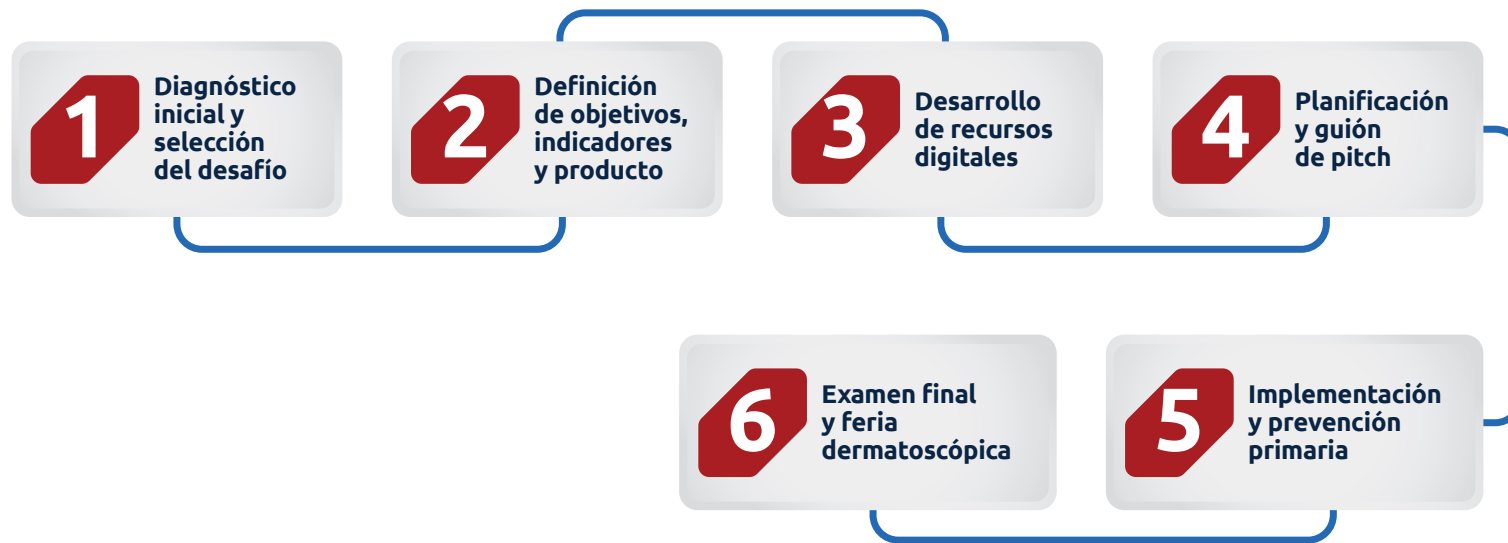 1
Diagnóstico
inicial y
selección
del desafío
2
Definición
de objetivos,
indicadores
y producto
3
Desarrollo
de recursos
digitales
4
Planificación
y guión
de pitch
5
Implementación
y prevención
primaria
6
Examen final
y feria
dermatoscópica